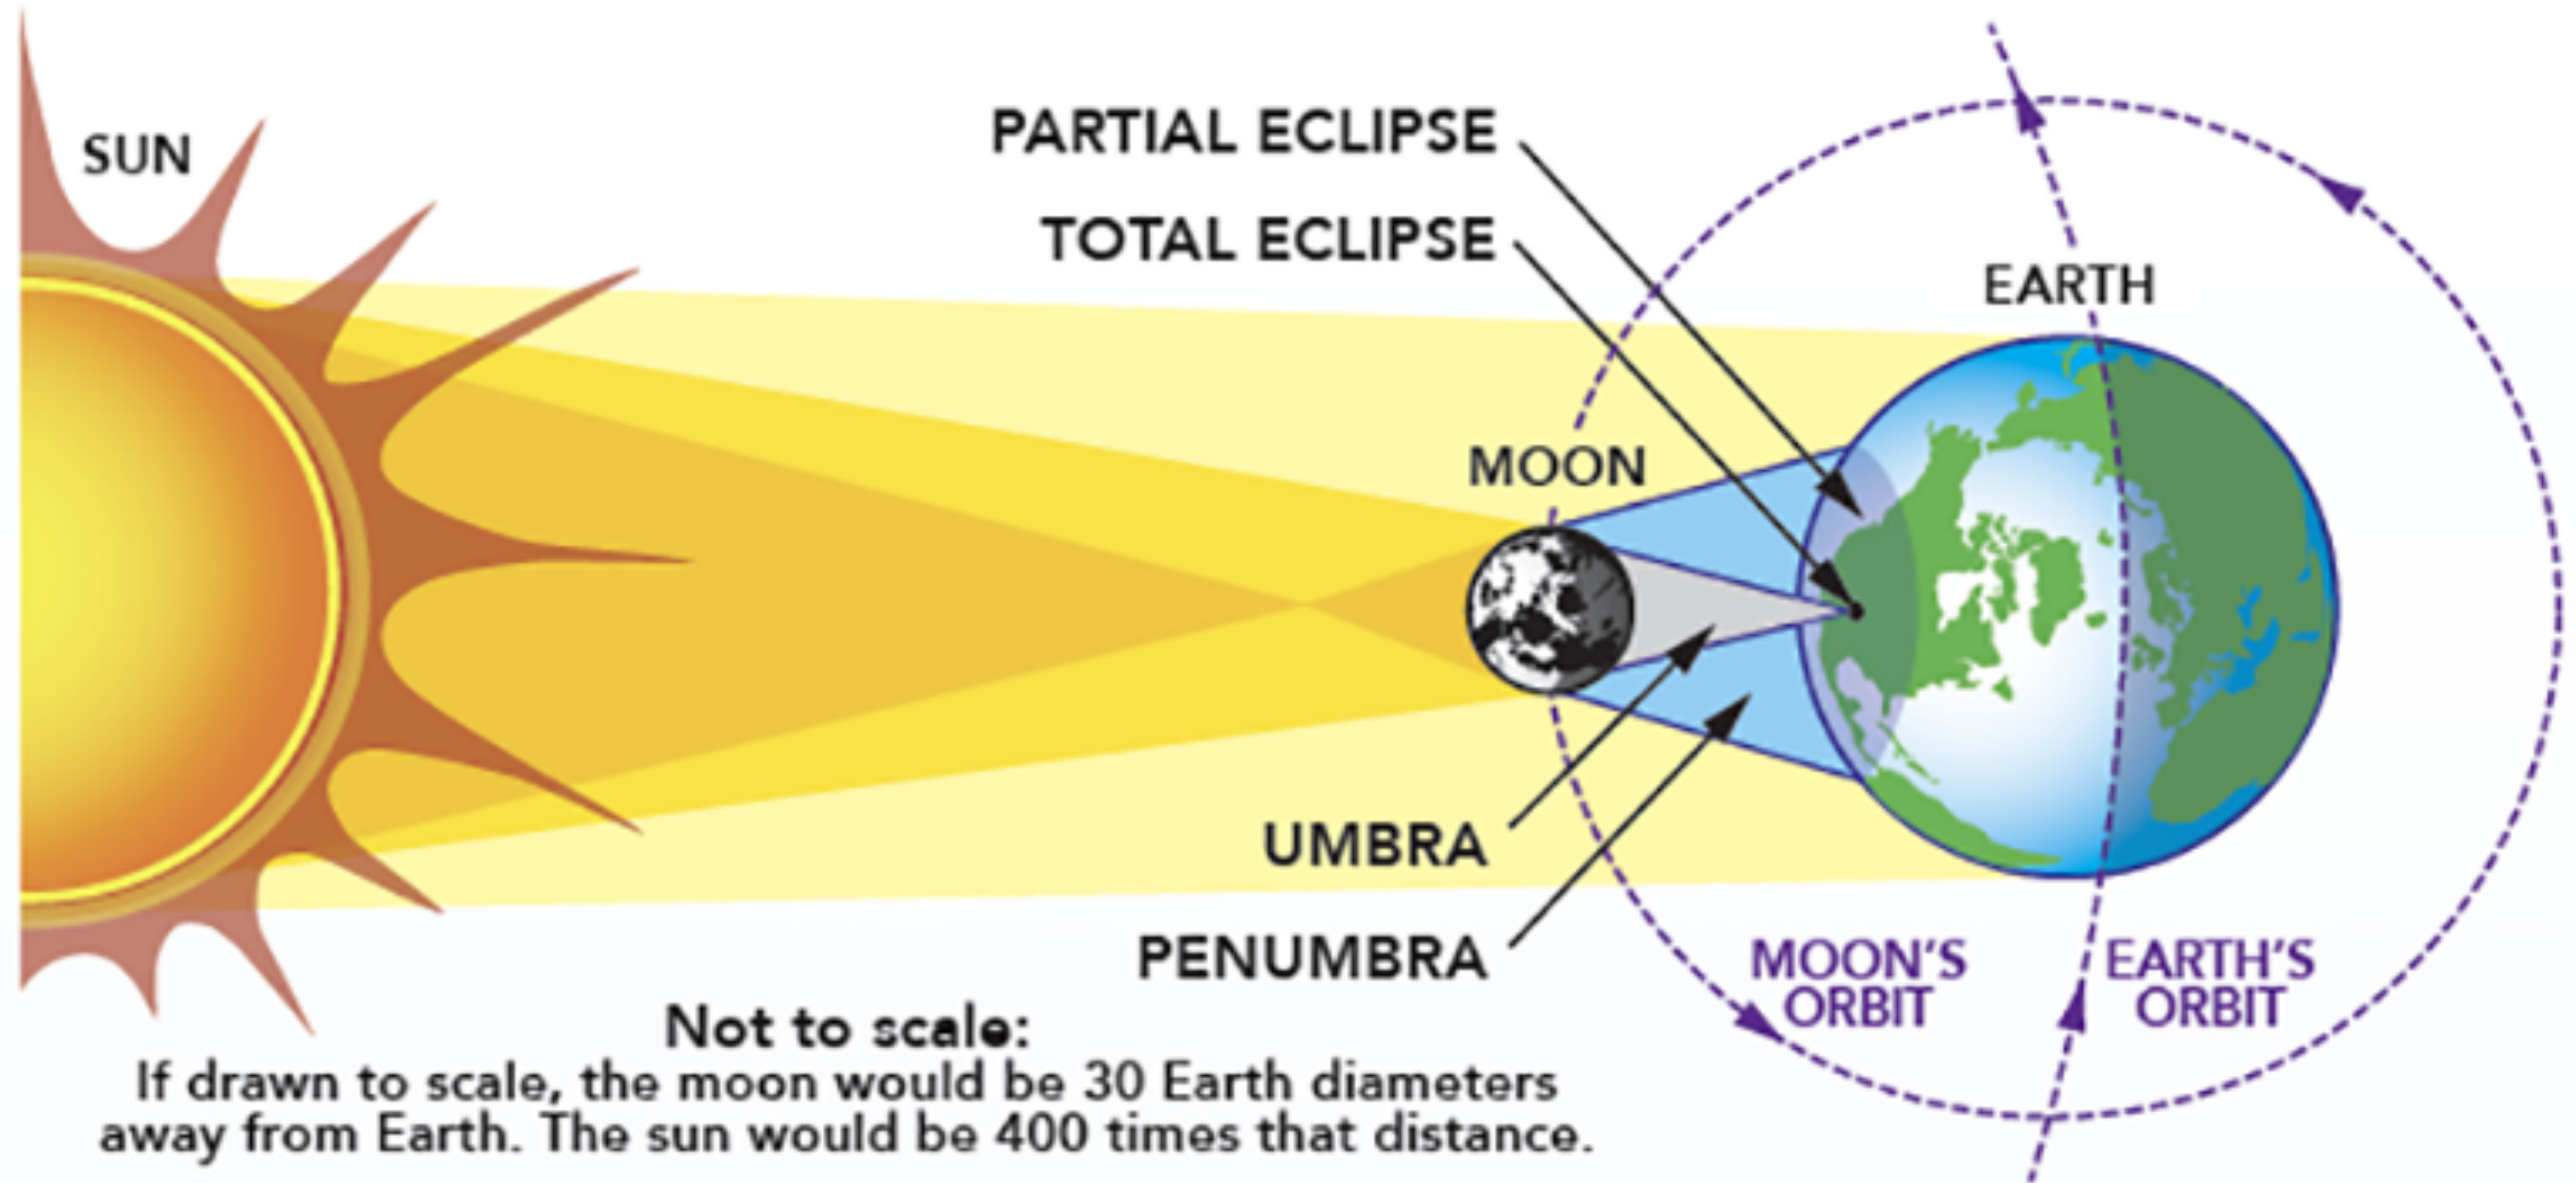 SUN
PARTIAL ECLIPSE
TOTAL ECLIPSE
EARTH
MOON
UMBRA
PENUMBRA
MOON'S
ORBIT
EARTH'S
ORBIT
Not to scale:
If drawn to scale, the moon would be 30 Earth diameters
away from Earth. The sun would be 400 times that distance.